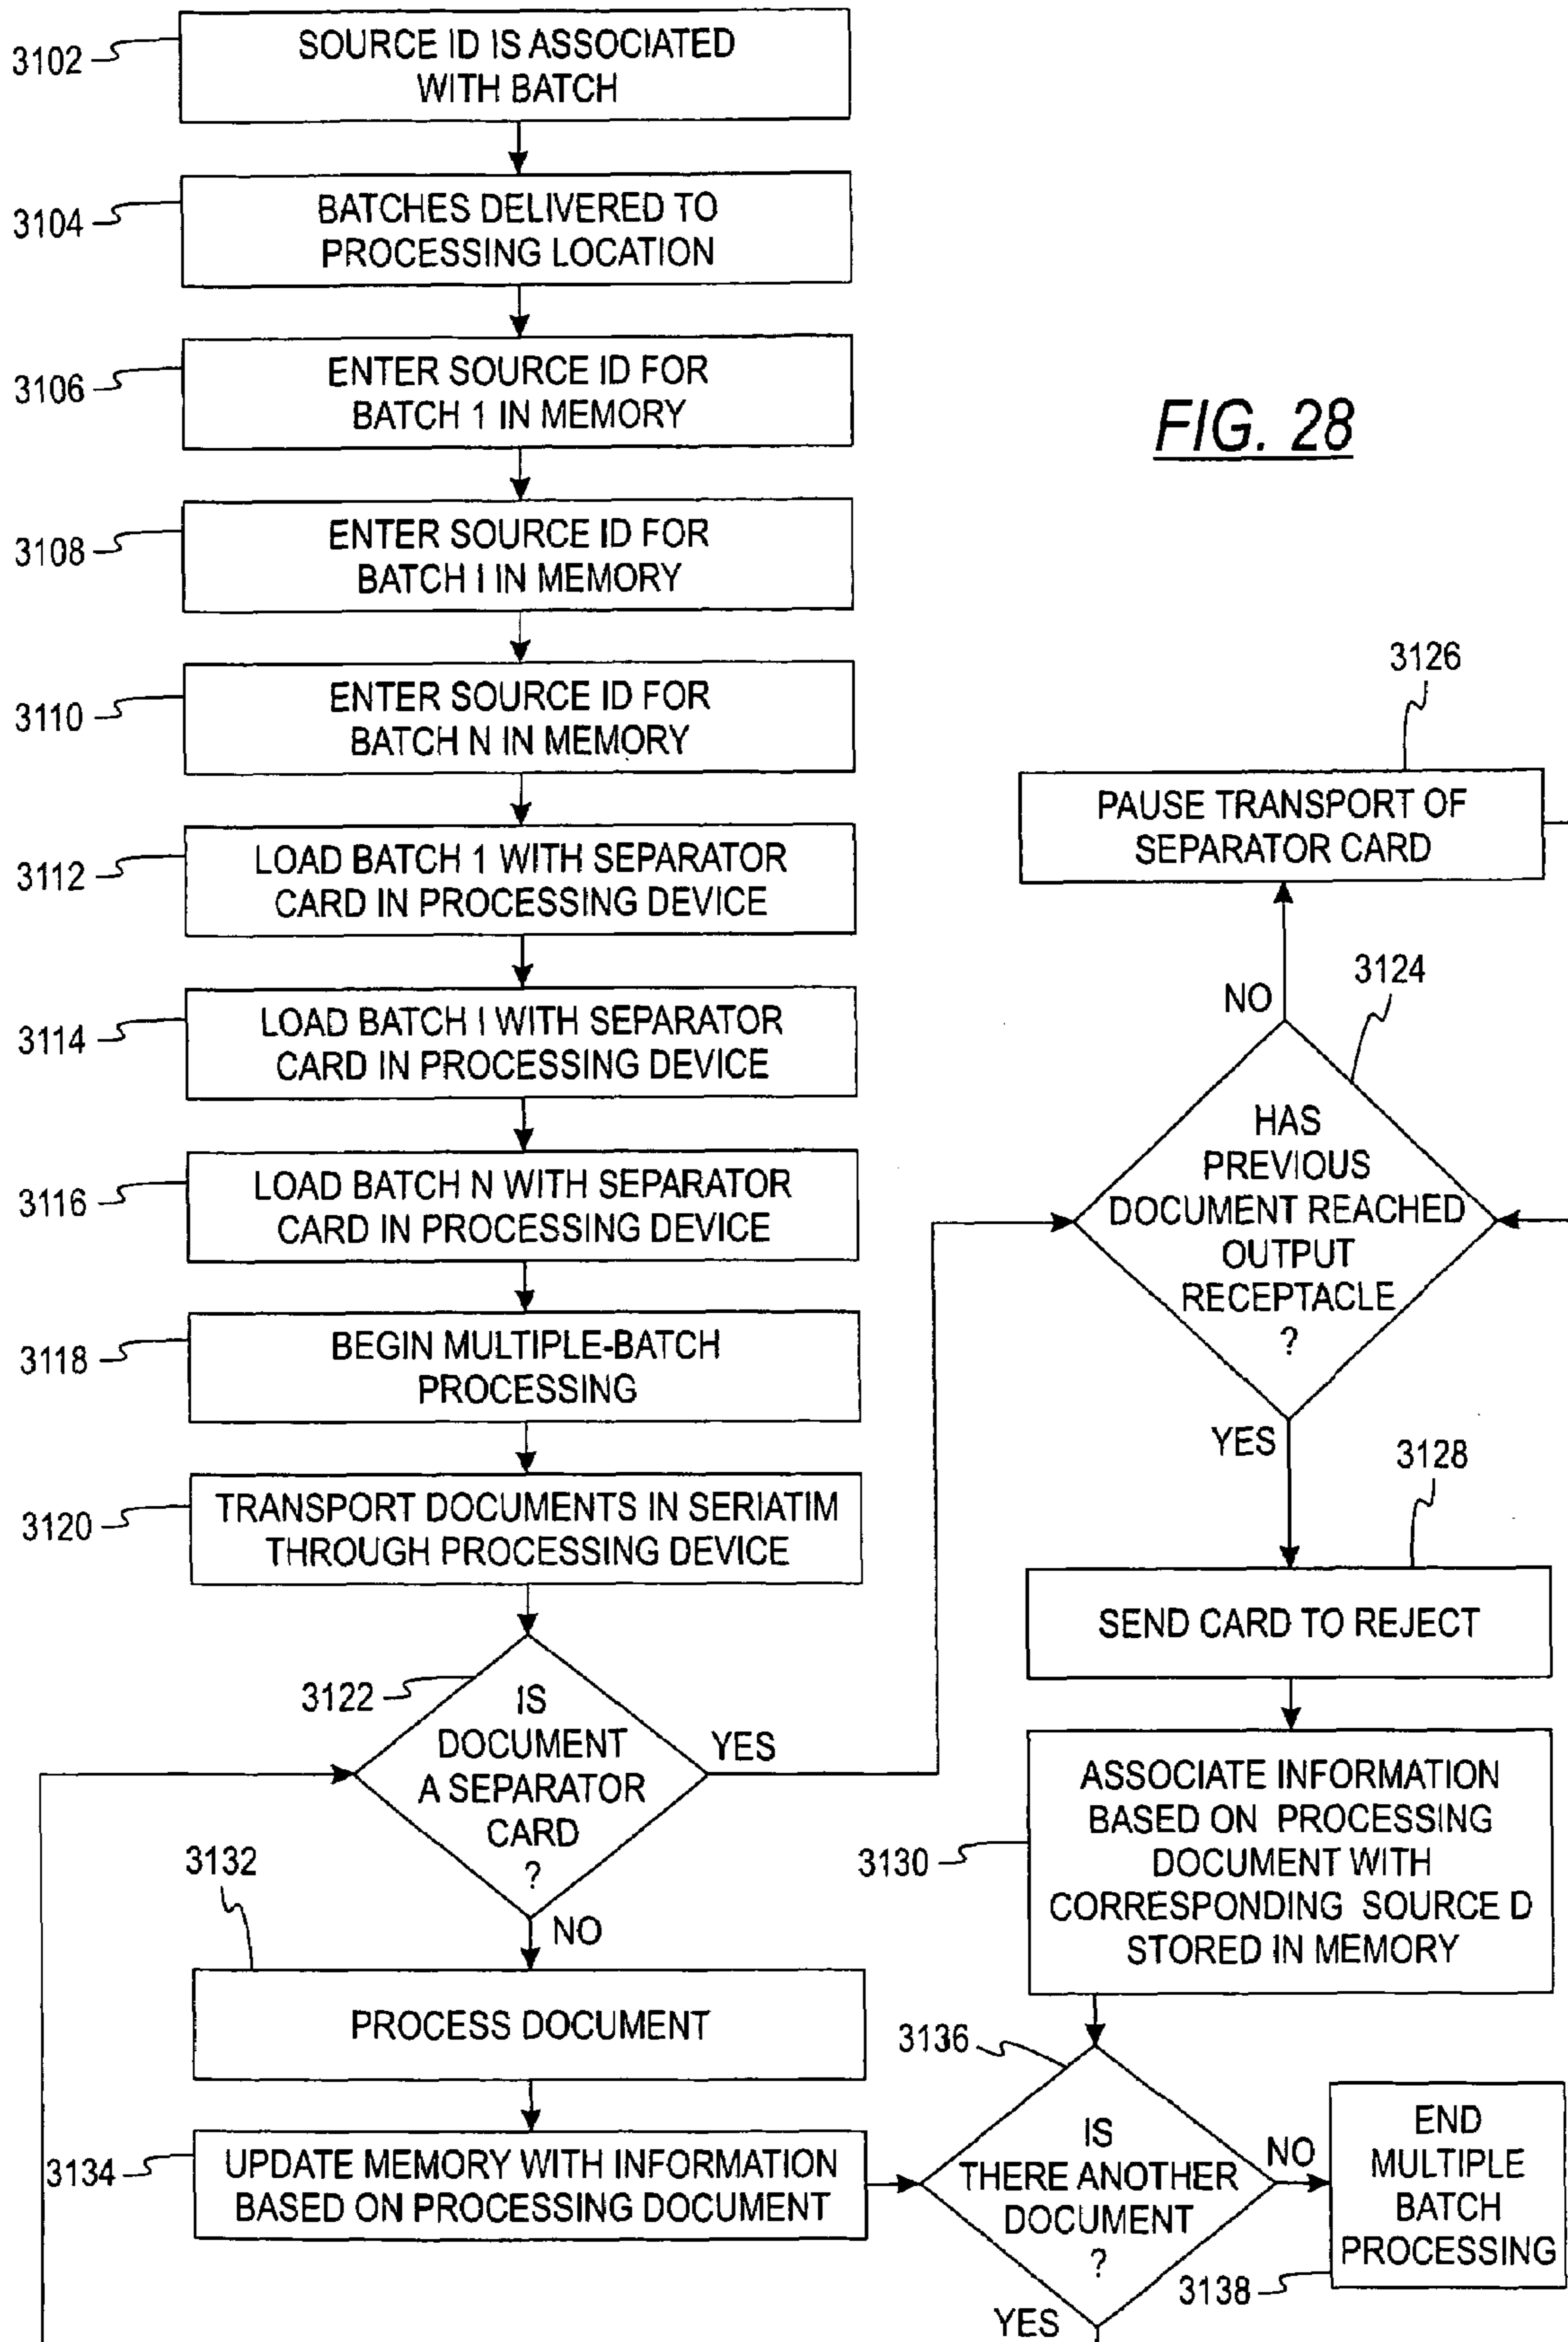 3102
SOURCE ID IS ASSOCIATED
WITH BATCH
3104
BATCHES DELIVERED TO
PROCESSING LOCATION
3106
ENTER SOURCE ID FOR
BATCH 1 IN MEMORY
FIG. 28
3108
ENTER SOURCE ID FOR
BATCH I IN MEMORY
3110
ENTER SOURCE ID FOR
BATCH N IN MEMORY
3112
LOAD BATCH 1 WITH SEPARATOR
CARD IN PROCESSING DEVICE
3114
LOAD BATCH I WITH SEPARATOR
CARD IN PROCESSING DEVICE
3116
LOAD BATCH N WITH SEPARATOR
CARD IN PROCESSING DEVICE
3118
BEGIN MULTIPLE-BATCH
PROCESSING
3120
TRANSPORT DOCUMENTS IN SERIATIM
THROUGH PROCESSING DEVICE
3122
IS
DOCUMENT
A SEPARATOR
CARD
?
YES
NO
3126
PAUSE TRANSPORT OF
SEPARATOR CARD
NO
3124
HAS
PREVIOUS
DOCUMENT REACHED
OUTPUT
RECEPTACLE
?
YES
3128
SEND CARD TO REJECT
3130
ASSOCIATE INFORMATION
BASED ON PROCESSING
DOCUMENT WITH
CORRESPONDING SOURCE D
STORED IN MEMORY
3132
PROCESS DOCUMENT
3134
UPDATE MEMORY WITH INFORMATION
BASED ON PROCESSING DOCUMENT
3136
IS
THERE ANOTHER
DOCUMENT
?
NO
YES
END
MULTIPLE
BATCH
PROCESSING
3138